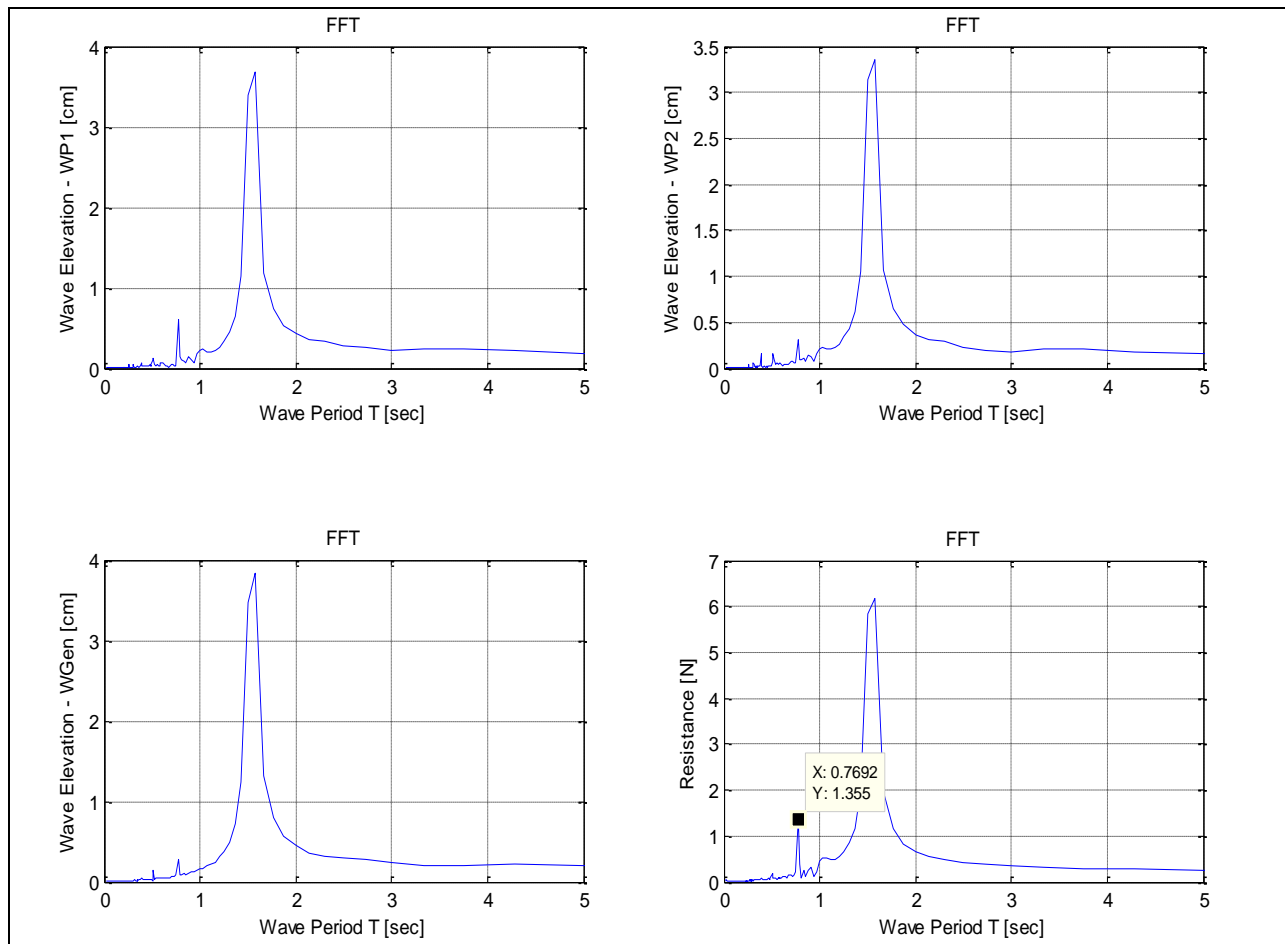 FFT
4
3
2
1
0
Wave Elevation - WP1 [cm]
0 1 2 3 4 5
Wave Period T [sec]
FFT
3.5
3
2.5
2
1.5
1
0.5
0
Wave Elevation - WP2 [cm]
0 1 2 3 4 5
Wave Period T [sec]
FFT
4
3
2
1
0
Wave Elevation - WGen [cm]
0 1 2 3 4 5
Wave Period T [sec]
FFT
7
6
5
4
3
2
1
0
Resistance [N]
X: 0.7692
Y: 1.355
0 1 2 3 4 5
Wave Period T [sec]